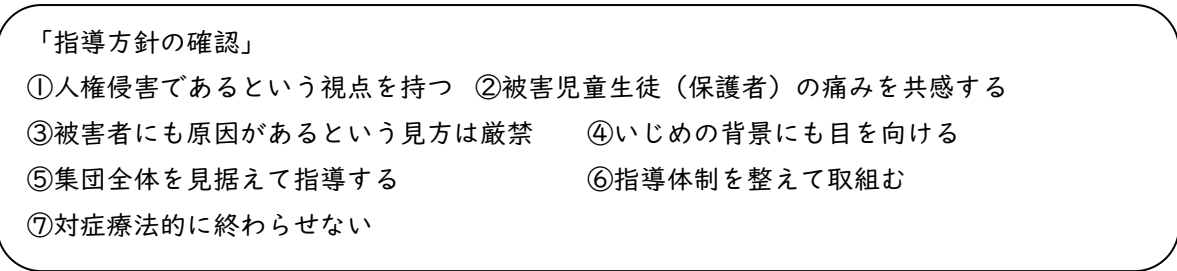 「指導方針の確認」
①人権侵害であるという視点を持つ ②被害児童生徒（保護者）の痛みを共感する
③被害者にも原因があるという見方は厳禁 ④いじめの背景にも目を向ける
⑤集団全体を見据えて指導する ⑥指導体制を整えて取組む
⑦対症療法的に終わらせない